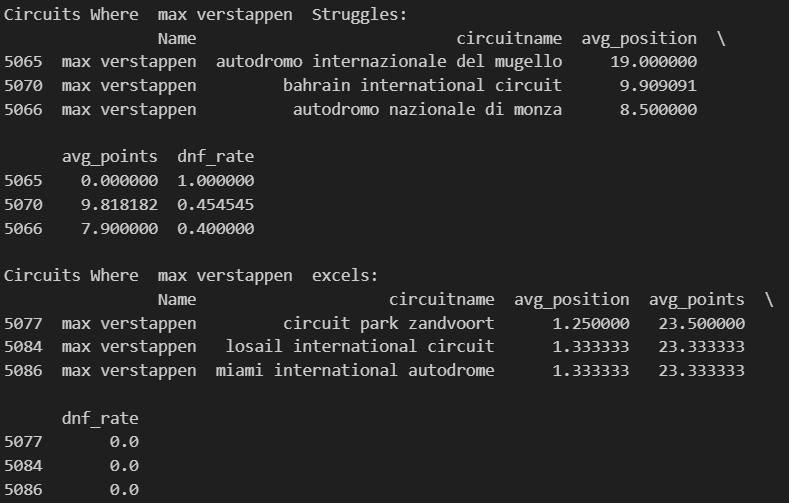 Circuits Where  max verstappen  Struggles:
                Name                          circuitname  avg_position  \
5065  max verstappen  autodromo internazionale del mugello     19.000000
5070  max verstappen         bahrain international circuit      9.909091
5066  max verstappen          autodromo nazionale di monza      8.500000

      avg_points  dnf_rate
5065    0.000000  1.000000
5070    9.818182  0.454545
5066    7.900000  0.400000

Circuits Where  max verstappen  excels:
                Name                    circuitname  avg_position  avg_points  \
5077  max verstappen         circuit park zandvoort      1.250000   23.500000
5084  max verstappen   losail international circuit      1.333333   23.333333
5086  max verstappen  miami international autodrome      1.333333   23.333333

      dnf_rate
5077       0.0
5084       0.0
5086       0.0